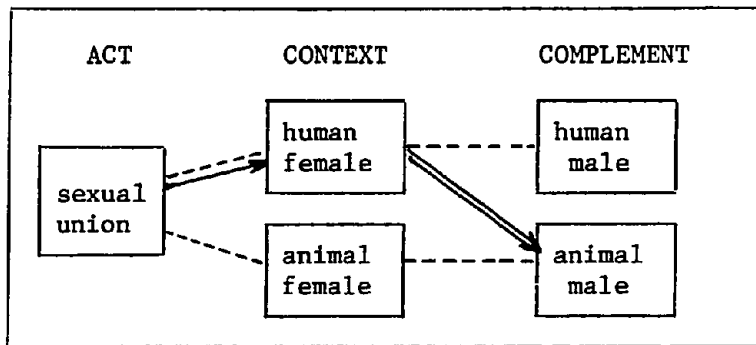 ACT CONTEXT COMPLEMENT
human female
human male
sexual union
animal female
animal male